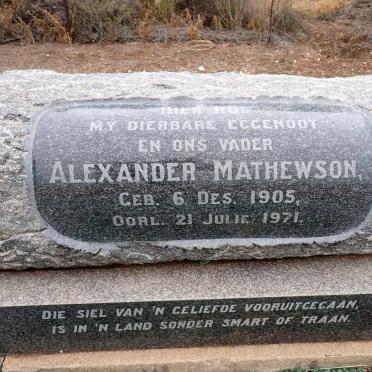 HIER RUS
MY DIERBARE EGGENOOT
EN ONS VADER
ALEXANDER MATHEWSON,
GEB. 6 DES. 1905,
OORL. 21 JULIE 1971.
DIE SIEL VAN 'N GELIEFDE VOORUITGEGAAN,
IS IN 'N LAND SONDER SMART OF TRAAN.